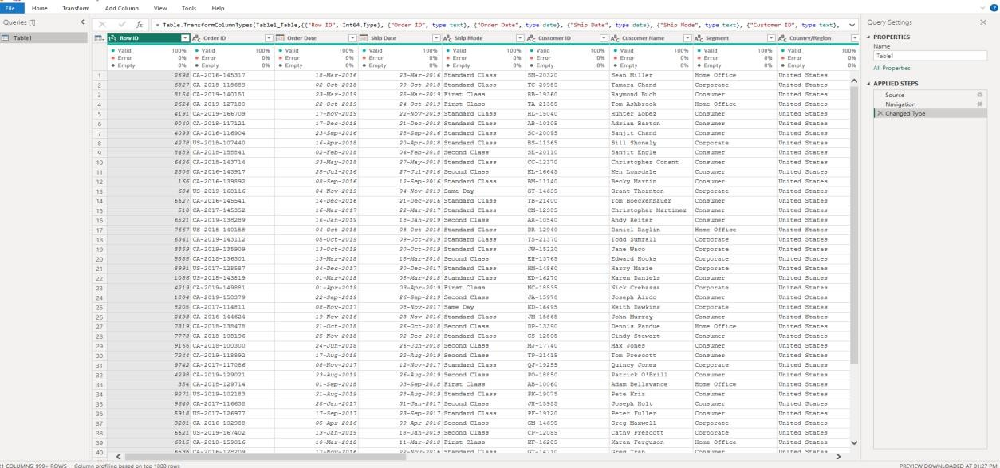 File Home Transform Add Column View Tools Help
Queries [1]
Table1
= Table.TransformColumnTypes(Table1_Table,{{"Row ID", Int64.Type}, {"Order ID", type text}, {"Order Date", type date}, {"Ship Date", type date}, {"Ship Mode", type text}, {"Customer ID", type text},
Row ID Order ID Order Date Ship Date Ship Mode Customer ID Customer Name Segment Country/Region
Valid 100% Valid 100% Valid 100% Valid 100% Valid 100% Valid 100% Valid 100% Valid 100% Valid 100%
Error 0% Error 0% Error 0% Error 0% Error 0% Error 0% Error 0% Error 0% Error 0%
Empty 0% Empty 0% Empty 0% Empty 0% Empty 0% Empty 0% Empty 0% Empty 0% Empty 0%
1 2698 CA-2016-145317 18-Mar-2016 23-Mar-2016 Standard Class SM-20320 Sean Miller Home Office United States
2 6827 CA-2018-118689 02-Oct-2018 09-Oct-2018 Standard Class TC-20980 Tamara Chand Corporate United States
3 8154 CA-2019-140151 23-Mar-2019 25-Mar-2019 First Class RB-19360 Raymond Buch Consumer United States
4 2624 CA-2019-127180 22-Oct-2019 24-Oct-2019 First Class TA-21385 Tom Ashbrook Home Office United States
5 4191 CA-2019-166709 17-Nov-2019 22-Nov-2019 Standard Class HL-15040 Hunter Lopez Consumer United States
6 9040 CA-2018-117121 17-Dec-2018 21-Dec-2018 Standard Class AB-10105 Adrian Barton Consumer United States
7 4099 CA-2016-116904 23-Sep-2016 28-Sep-2016 Standard Class SC-20095 Sanjit Chand Consumer United States
8 4278 US-2018-107440 16-Apr-2018 20-Apr-2018 Standard Class BS-11365 Bill Shonely Corporate United States
9 8489 CA-2018-158841 02-Feb-2018 04-Feb-2018 Second Class SE-20110 Sanjit Engle Consumer United States
10 6426 CA-2018-143714 23-May-2018 27-May-2018 Standard Class CC-12370 Christopher Conant Consumer United States
11 2506 CA-2016-143917 25-Jul-2016 27-Jul-2016 Second Class KL-16645 Ken Lonsdale Consumer United States
12 166 CA-2016-139892 08-Sep-2016 12-Sep-2016 Standard Class BM-11140 Becky Martin Consumer United States
13 684 US-2019-168116 04-Nov-2019 04-Nov-2019 Same Day GT-14635 Grant Thornton Corporate United States
14 6627 CA-2016-145541 14-Dec-2016 21-Dec-2016 Standard Class TB-21400 Tom Boeckenhauer Consumer United States
15 510 CA-2017-145352 16-Mar-2017 22-Mar-2017 Standard Class CM-12385 Christopher Martinez Consumer United States
16 6521 CA-2019-138289 16-Jan-2019 18-Jan-2019 Second Class AR-10540 Andy Reiter Consumer United States
17 7667 US-2018-140158 04-Oct-2018 08-Oct-2018 Standard Class DR-12940 Daniel Raglin Home Office United States
18 6341 CA-2019-143112 05-Oct-2019 09-Oct-2019 Standard Class TS-21370 Todd Sumrall Corporate United States
19 8859 CA-2019-135909 13-Oct-2019 20-Oct-2019 Standard Class JW-15220 Jane Waco Corporate United States
20 5885 CA-2018-136301 13-Mar-2018 15-Mar-2018 Second Class EH-13765 Edward Hooks Corporate United States
21 8991 US-2017-128587 24-Dec-2017 30-Dec-2017 Standard Class HM-14860 Harry Marie Corporate United States
22 1086 US-2018-143819 01-Mar-2018 05-Mar-2018 Standard Class KD-16270 Karen Daniels Consumer United States
23 4219 CA-2019-149881 01-Apr-2019 03-Apr-2019 First Class NC-18535 Nick Crebassa Corporate United States
24 1804 CA-2019-158379 22-Sep-2019 26-Sep-2019 Second Class JA-15970 Joseph Airdo Consumer United States
25 8205 CA-2017-114811 08-Nov-2017 08-Nov-2017 Same Day KD-16495 Keith Dawkins Corporate United States
26 2493 CA-2016-144624 19-Nov-2016 23-Nov-2016 Standard Class JM-15865 John Murray Consumer United States
27 7819 CA-2018-138478 21-Oct-2018 26-Oct-2018 Second Class DP-13390 Dennis Pardue Home Office United States
28 7773 CA-2018-108196 25-Nov-2018 02-Dec-2018 Standard Class CS-12505 Cindy Stewart Consumer United States
29 9166 CA-2018-100300 24-Jun-2018 26-Jun-2018 Second Class MJ-17740 Max Jones Consumer United States
30 7244 CA-2019-118892 17-Aug-2019 22-Aug-2019 Second Class TP-21415 Tom Prescott Consumer United States
31 9742 CA-2017-117086 08-Nov-2017 12-Nov-2017 Standard Class QJ-19255 Quincy Jones Corporate United States
32 4298 CA-2019-129021 23-Aug-2019 26-Aug-2019 Second Class PO-18850 Patrick O'Brill Consumer United States
33 354 CA-2018-129714 01-Sep-2018 03-Sep-2018 First Class AB-10060 Adam Bellavance Home Office United States
34 9271 US-2019-102183 21-Aug-2019 28-Aug-2019 Standard Class PK-19075 Pete Kriz Consumer United States
35 9640 CA-2017-116638 28-Jan-2017 31-Jan-2017 Second Class JH-15985 Joseph Holt Consumer United States
36 5918 US-2017-126977 17-Sep-2017 23-Sep-2017 Standard Class PF-19120 Peter Fuller Consumer United States
37 3281 CA-2016-102988 05-Apr-2016 09-Apr-2016 Second Class GM-14695 Greg Maxwell Corporate United States
38 6621 US-2019-167402 13-Jan-2019 18-Jan-2019 Second Class CP-12085 Cathy Prescott Corporate United States
39 6015 CA-2018-159016 10-Mar-2018 11-Mar-2018 First Class KF-16285 Karen Ferguson Home Office United States
40
21 COLUMNS, 999+ ROWS Column profiling based on top 1000 rows
Query Settings
PROPERTIES
Name
Table1
All Properties
APPLIED STEPS
Source
Navigation
Changed Type
PREVIEW DOWNLOADED AT 01:27 PM